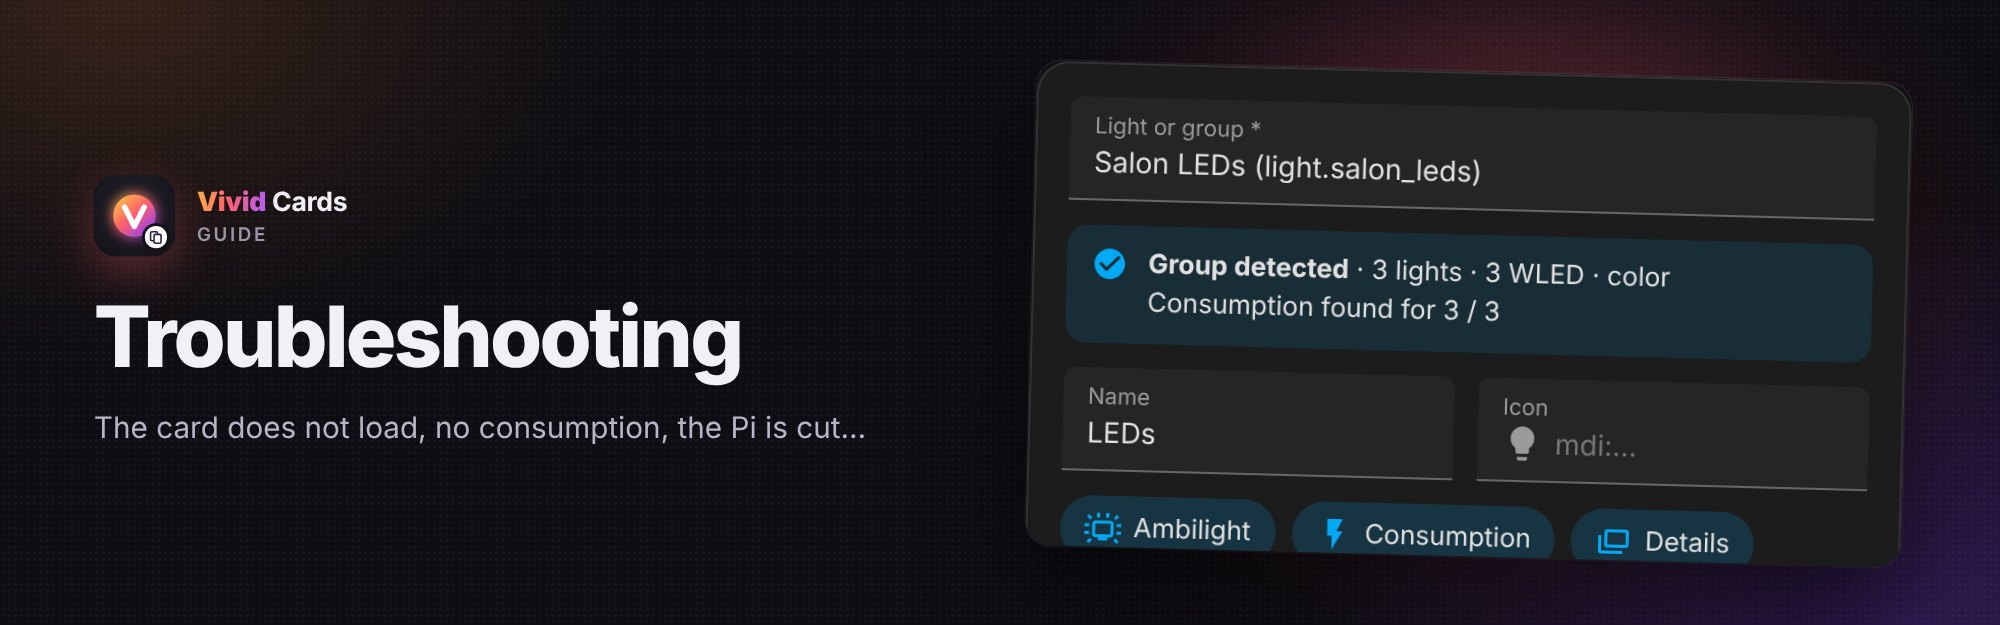 Vivid Cards
GUIDE
Troubleshooting
The card does not load, no consumption, the Pi is cut...
Light or group *
Salon LEDs (light.salon_leds)
Group detected · 3 lights · 3 WLED · color
Consumption found for 3 / 3
Name
LEDs
Icon
mdi:...
Ambilight
Consumption
Details